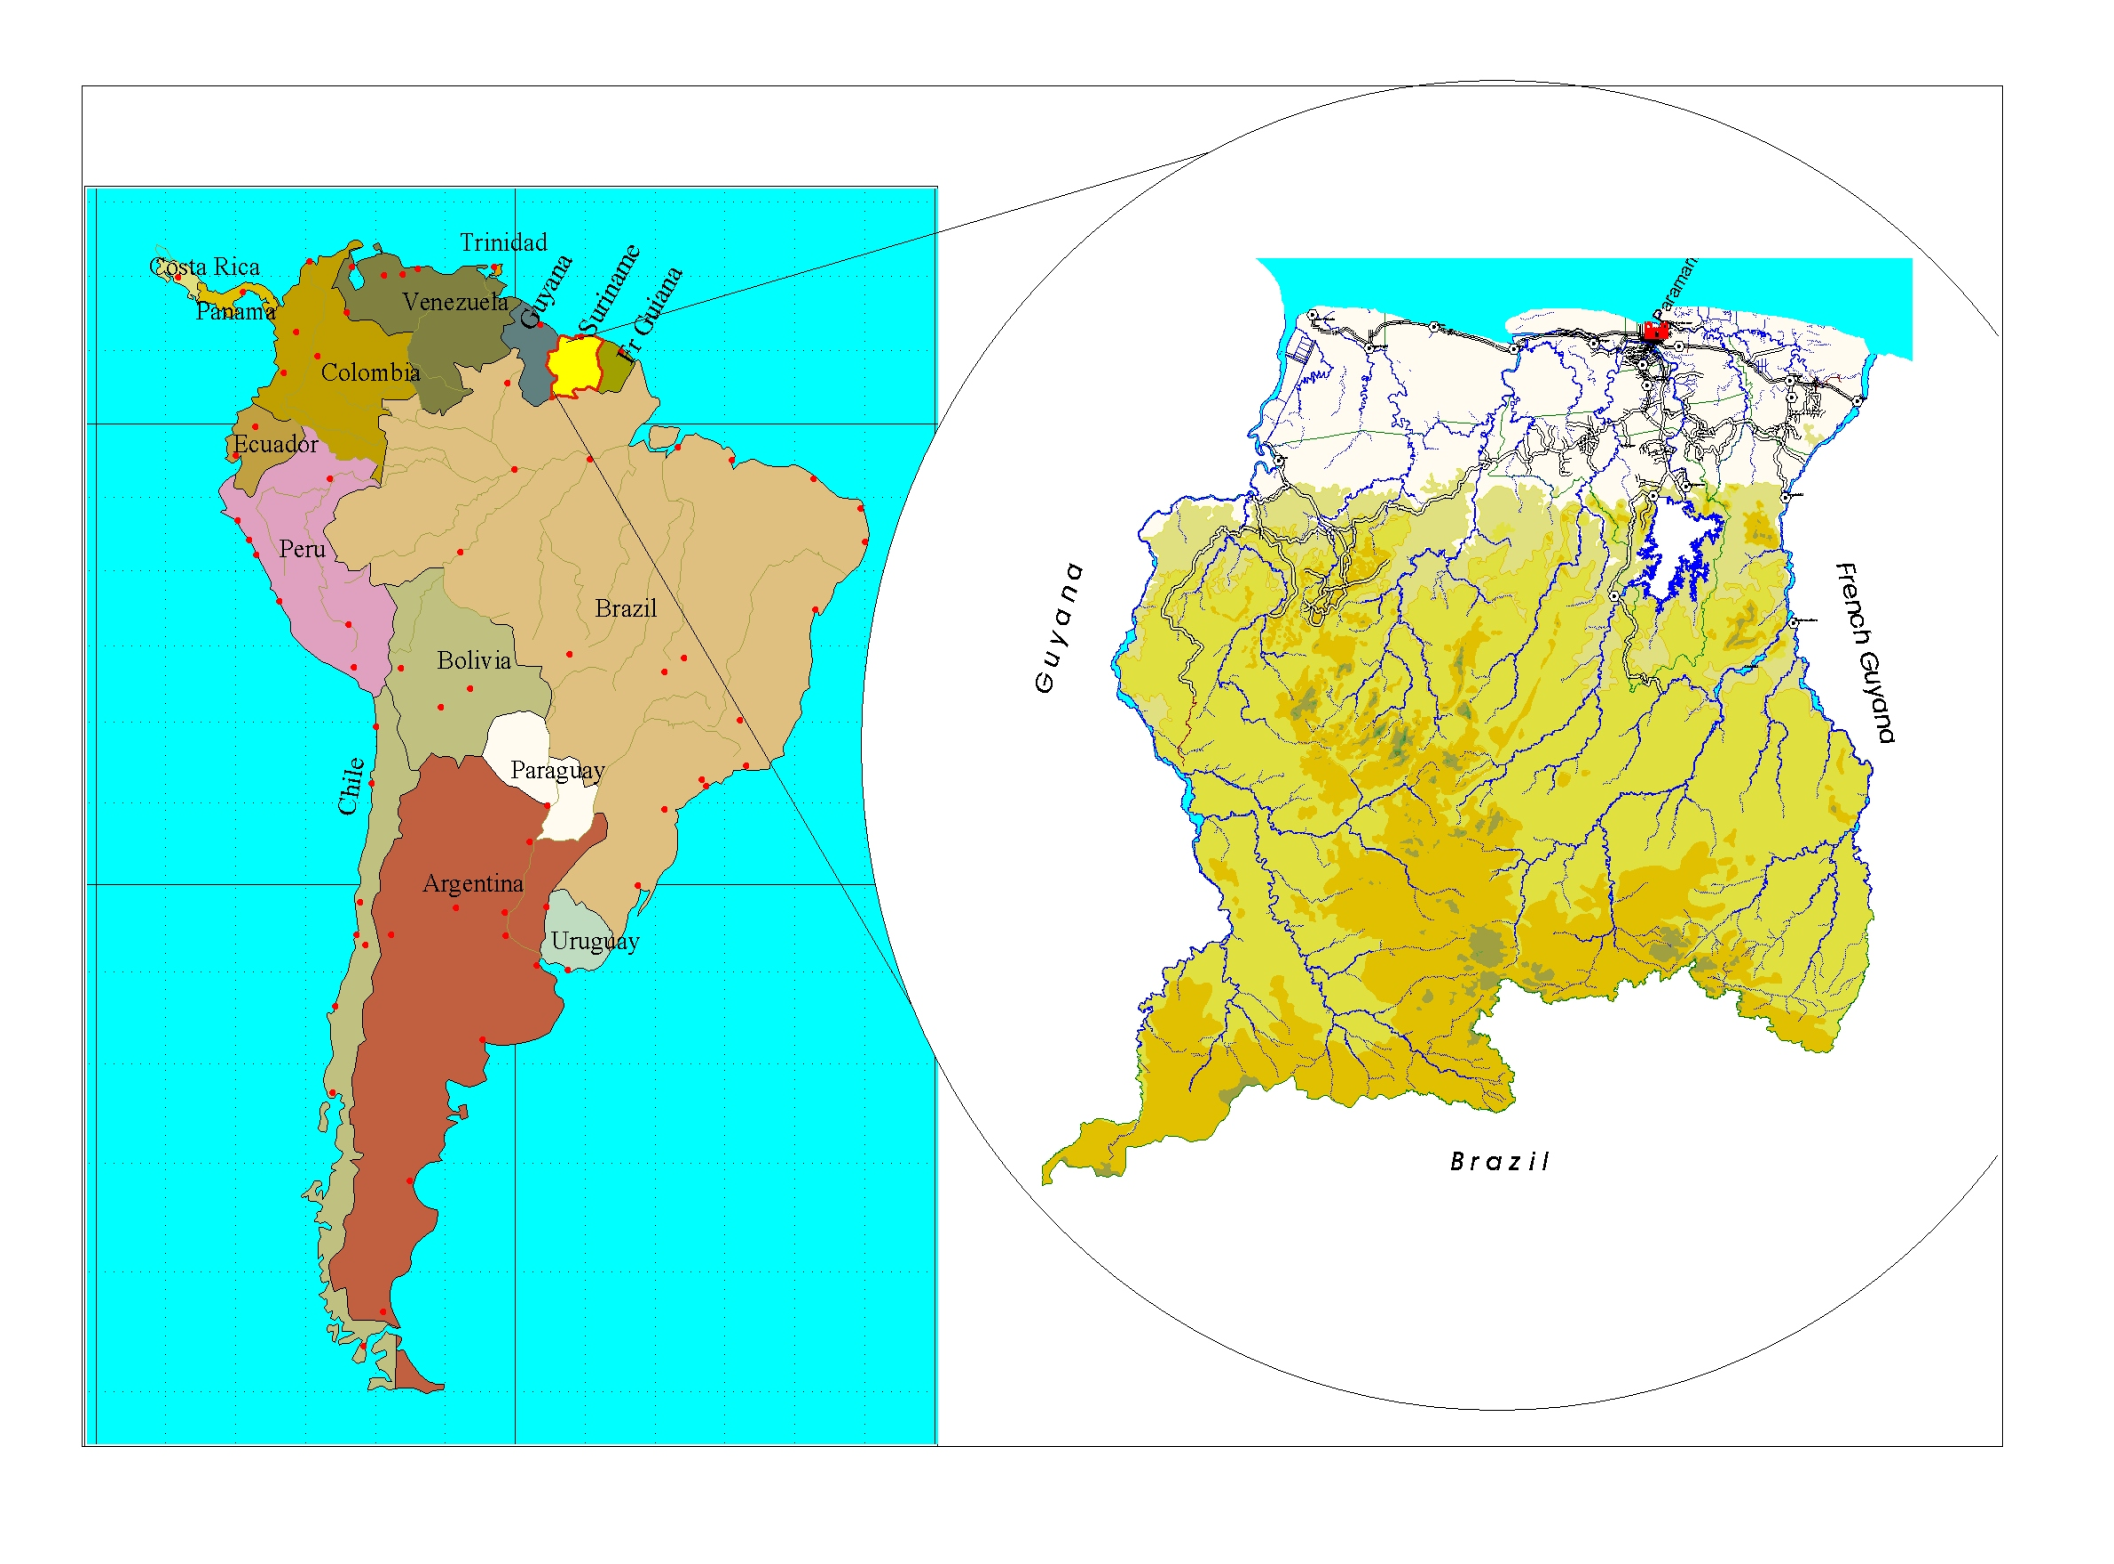 Trinidad
Costa Rica
Panama
Venezuela
Guyana
Suriname
Fr Guiana
Colombia
Ecuador
Peru
Brazil
Bolivia
Paraguay
Chile
Argentina
Uruguay
Guyana
French Guyana
Brazil